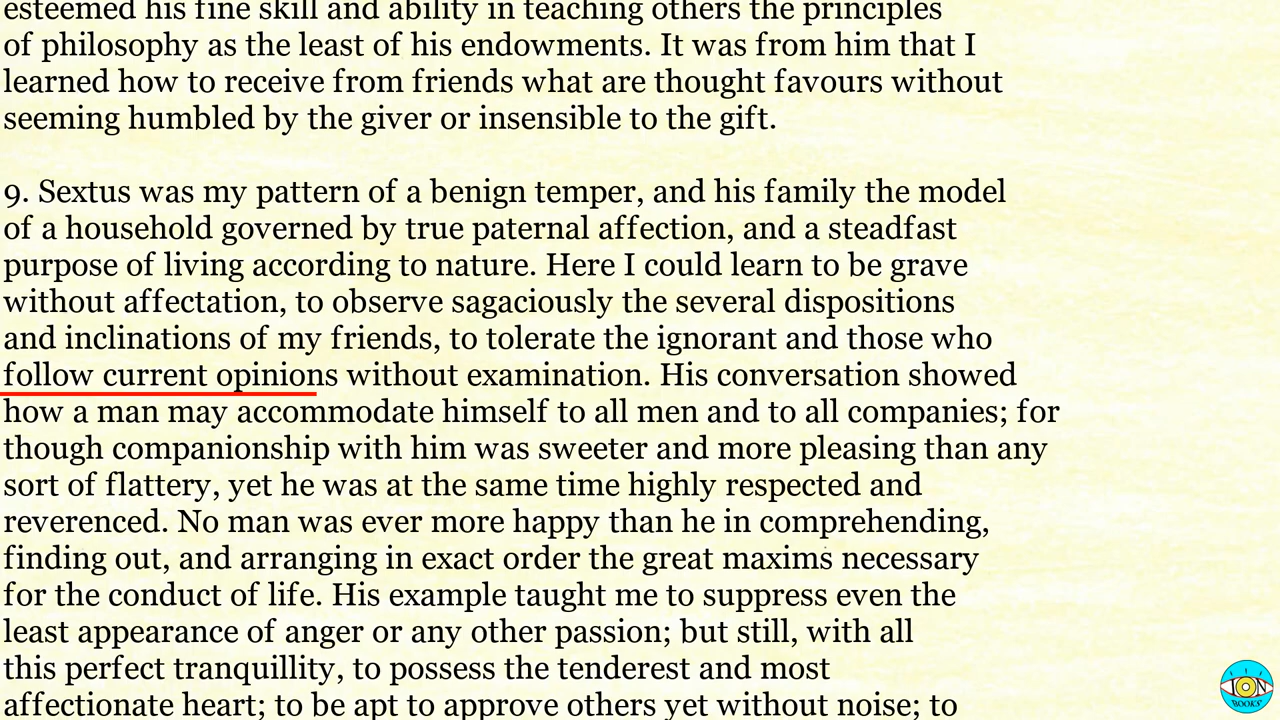 esteemed his fine skill and ability in teaching others the principles
of philosophy as the least of his endowments. It was from him that I
learned how to receive from friends what are thought favours without
seeming humbled by the giver or insensible to the gift.
9. Sextus was my pattern of a benign temper, and his family the model
of a household governed by true paternal affection, and a steadfast
purpose of living according to nature. Here I could learn to be grave
without affectation, to observe sagaciously the several dispositions
and inclinations of my friends, to tolerate the ignorant and those who
follow current opinions without examination. His conversation showed
how a man may accommodate himself to all men and to all companies; for
though companionship with him was sweeter and more pleasing than any
sort of flattery, yet he was at the same time highly respected and
reverenced. No man was ever more happy than he in comprehending,
finding out, and arranging in exact order the great maxims necessary
for the conduct of life. His example taught me to suppress even the
least appearance of anger or any other passion; but still, with all
this perfect tranquillity, to possess the tenderest and most
affectionate heart; to be apt to approve others yet without noise; to
ION
BOOKS